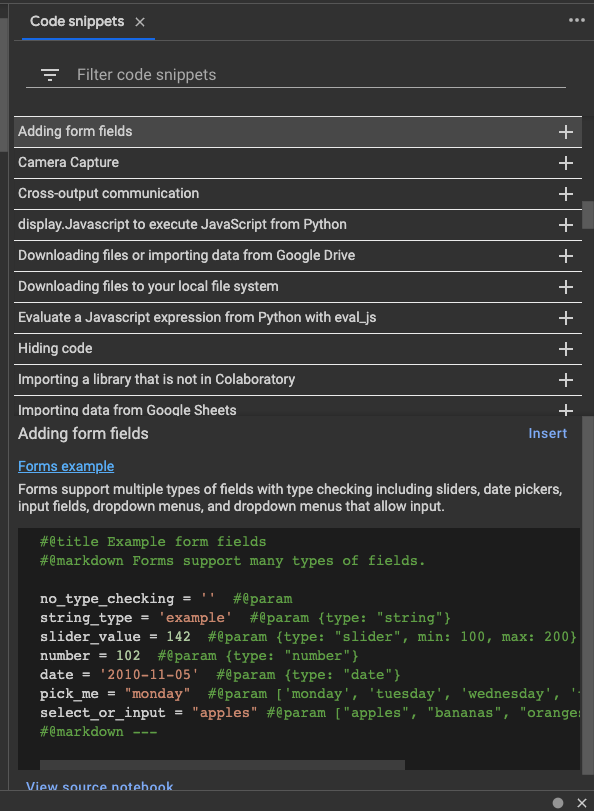 Code snippets
Filter code snippets
Adding form fields
Camera Capture
Cross-output communication
display.Javascript to execute JavaScript from Python
Downloading files or importing data from Google Drive
Downloading files to your local file system
Evaluate a Javascript expression from Python with eval_js
Hiding code
Importing a library that is not in Colaboratory
Importing data from Google Sheets
Adding form fields Insert
Forms example
Forms support multiple types of fields with type checking including sliders, date pickers,
input fields, dropdown menus, and dropdown menus that allow input.
#@title Example form fields
#@markdown Forms support many types of fields.
no_type_checking = '' #@param
string_type = 'example' #@param {type: "string"}
slider_value = 142 #@param {type: "slider", min: 100, max: 200}
number = 102 #@param {type: "number"}
date = '2010-11-05' #@param {type: "date"}
pick_me = "monday" #@param ['monday', 'tuesday', 'wednesday',
select_or_input = "apples" #@param ["apples", "bananas", "oranges
#@markdown ---
View source notebook